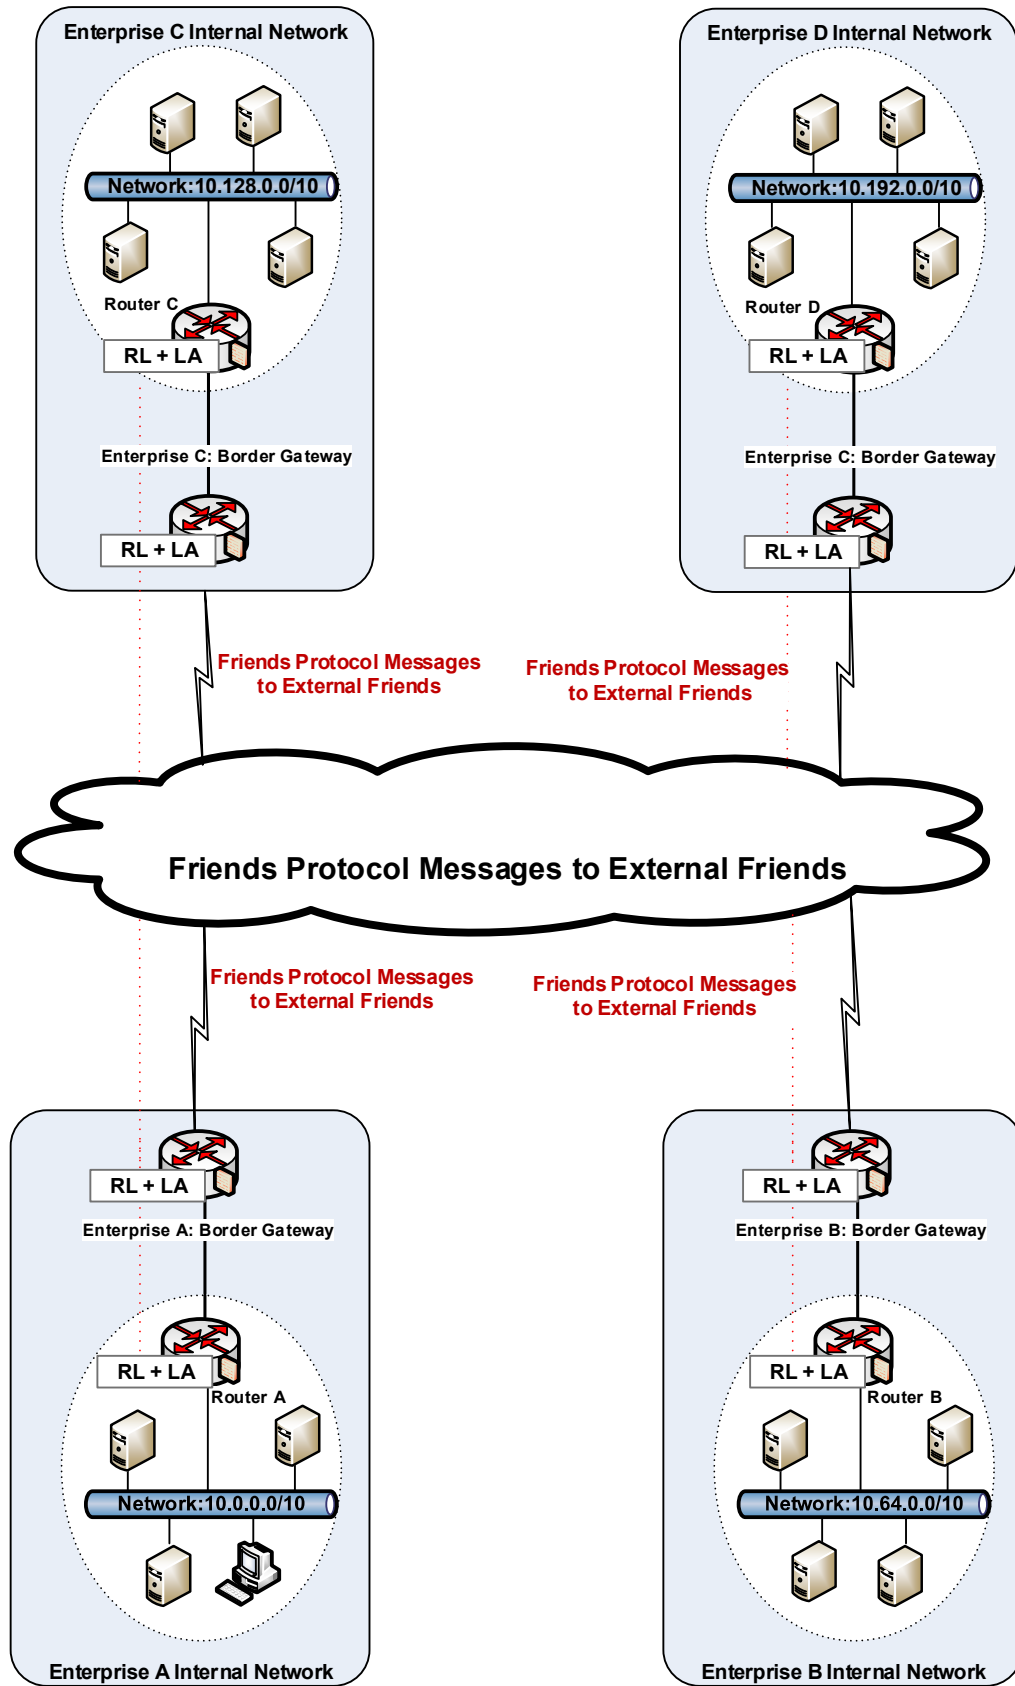 Enterprise C Internal Network
Network:10.128.0.0/10
Router C
RL + LA
Enterprise C: Border Gateway
RL + LA
Enterprise D Internal Network
Network:10.192.0.0/10
Router D
RL + LA
Enterprise C: Border Gateway
RL + LA
Friends Protocol Messages
to External Friends
Friends Protocol Messages
to External Friends
Friends Protocol Messages to External Friends
Friends Protocol Messages
to External Friends
Friends Protocol Messages
to External Friends
RL + LA
Enterprise A: Border Gateway
RL + LA
Router A
Network:10.0.0.0/10
Enterprise A Internal Network
RL + LA
Enterprise B: Border Gateway
RL + LA
Router B
Network:10.64.0.0/10
Enterprise B Internal Network